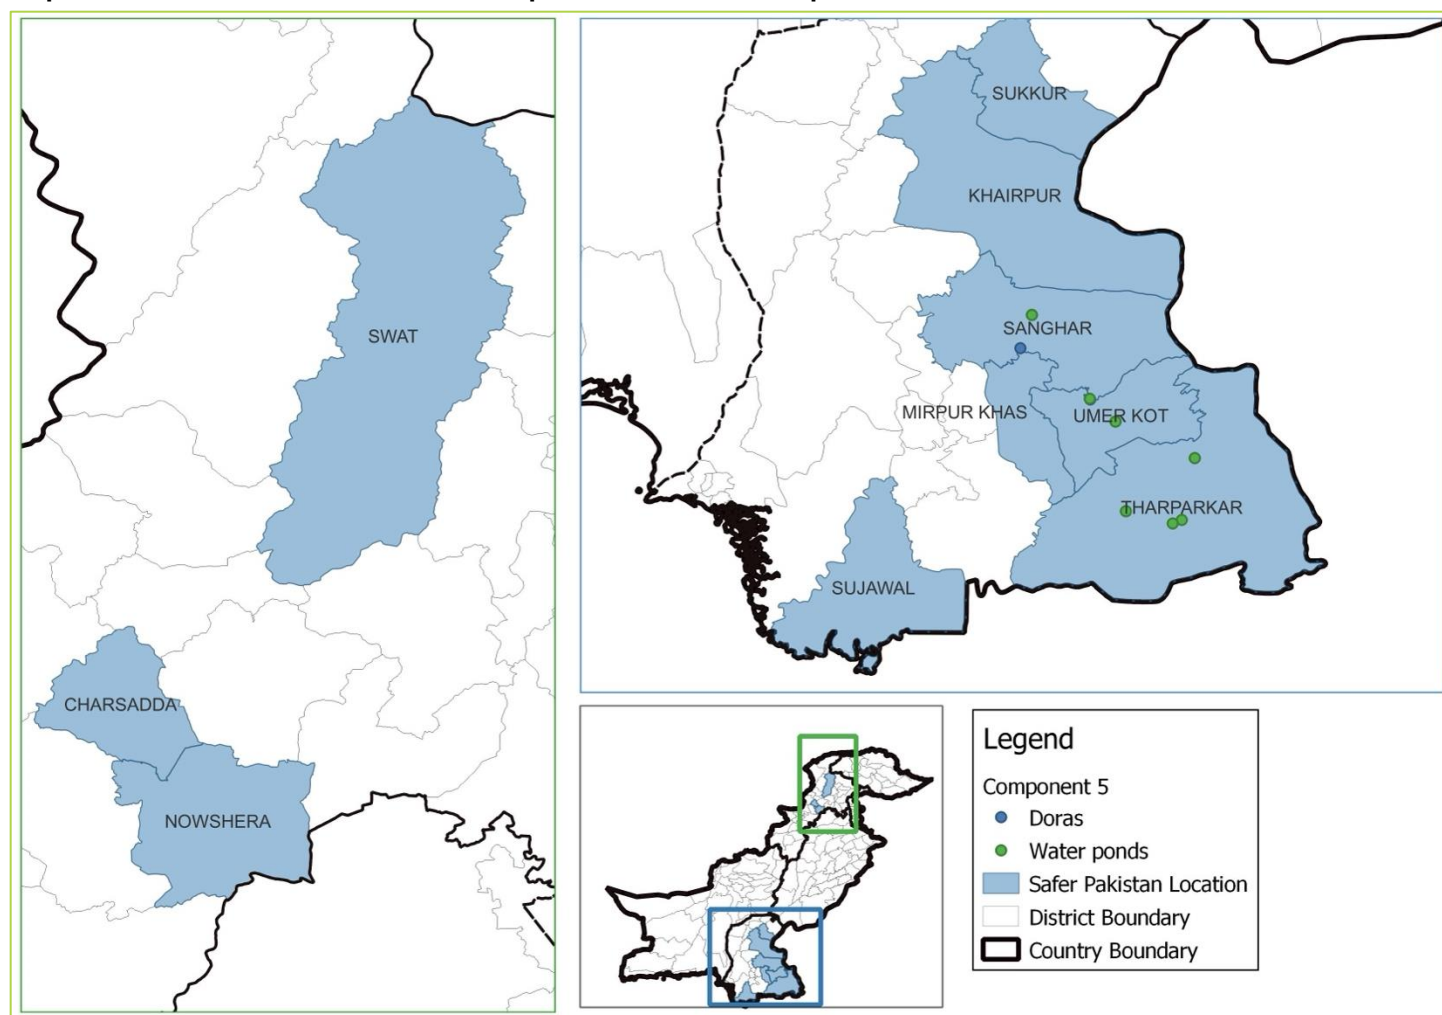 SWAT
CHARSADDA
NOWSHERA
SUKKUR
KHAIRPUR
SANGHAR
MIRPUR KHAS
UMER KOT
THARPARKAR
SUJAWAL
Legend
Component 5
Doras
Water ponds
Safer Pakistan Location
District Boundary
Country Boundary